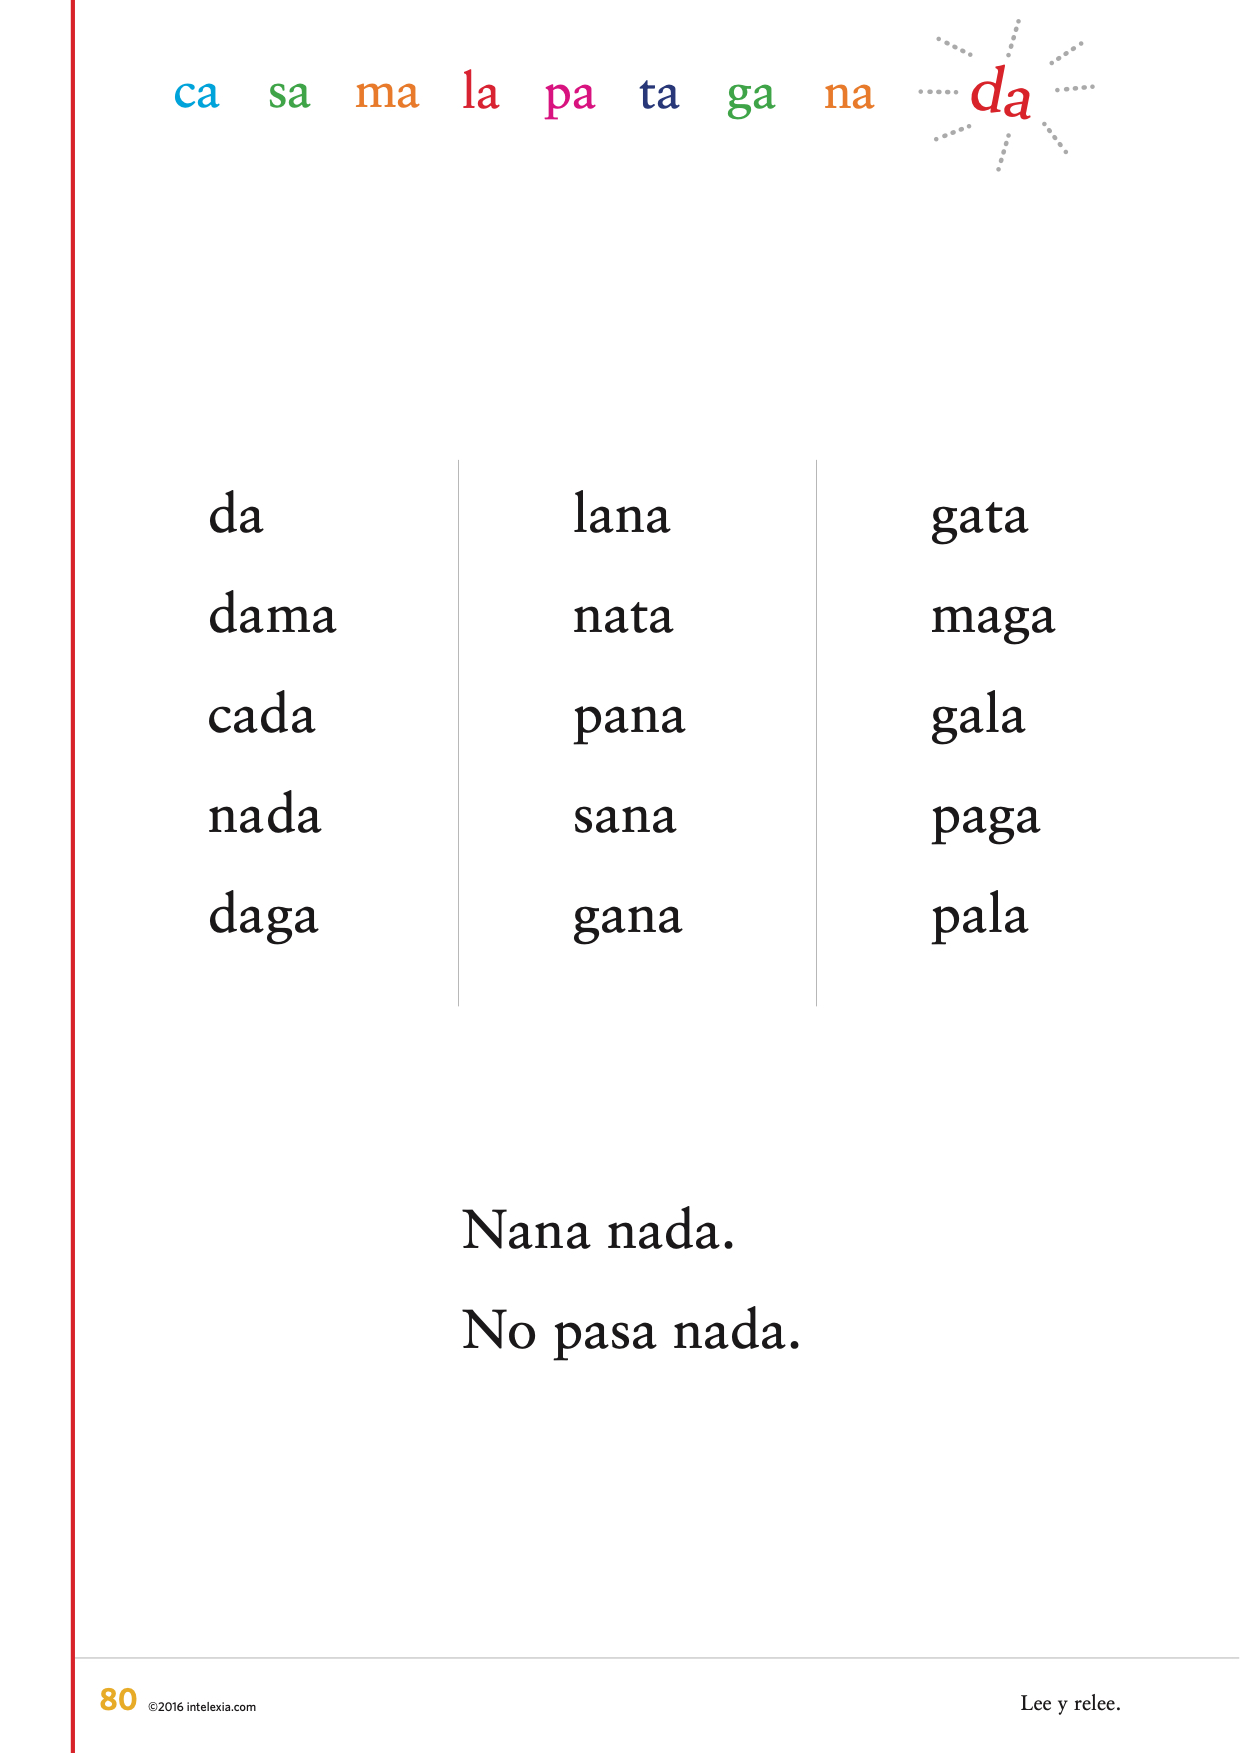 ca sa ma la pa ta ga na da
da
dama
cada
nada
daga
lana
nata
pana
sana
gana
gata
maga
gala
paga
pala
Nana nada.
No pasa nada.
80 ©2016 intelexia.com
Lee y relee.